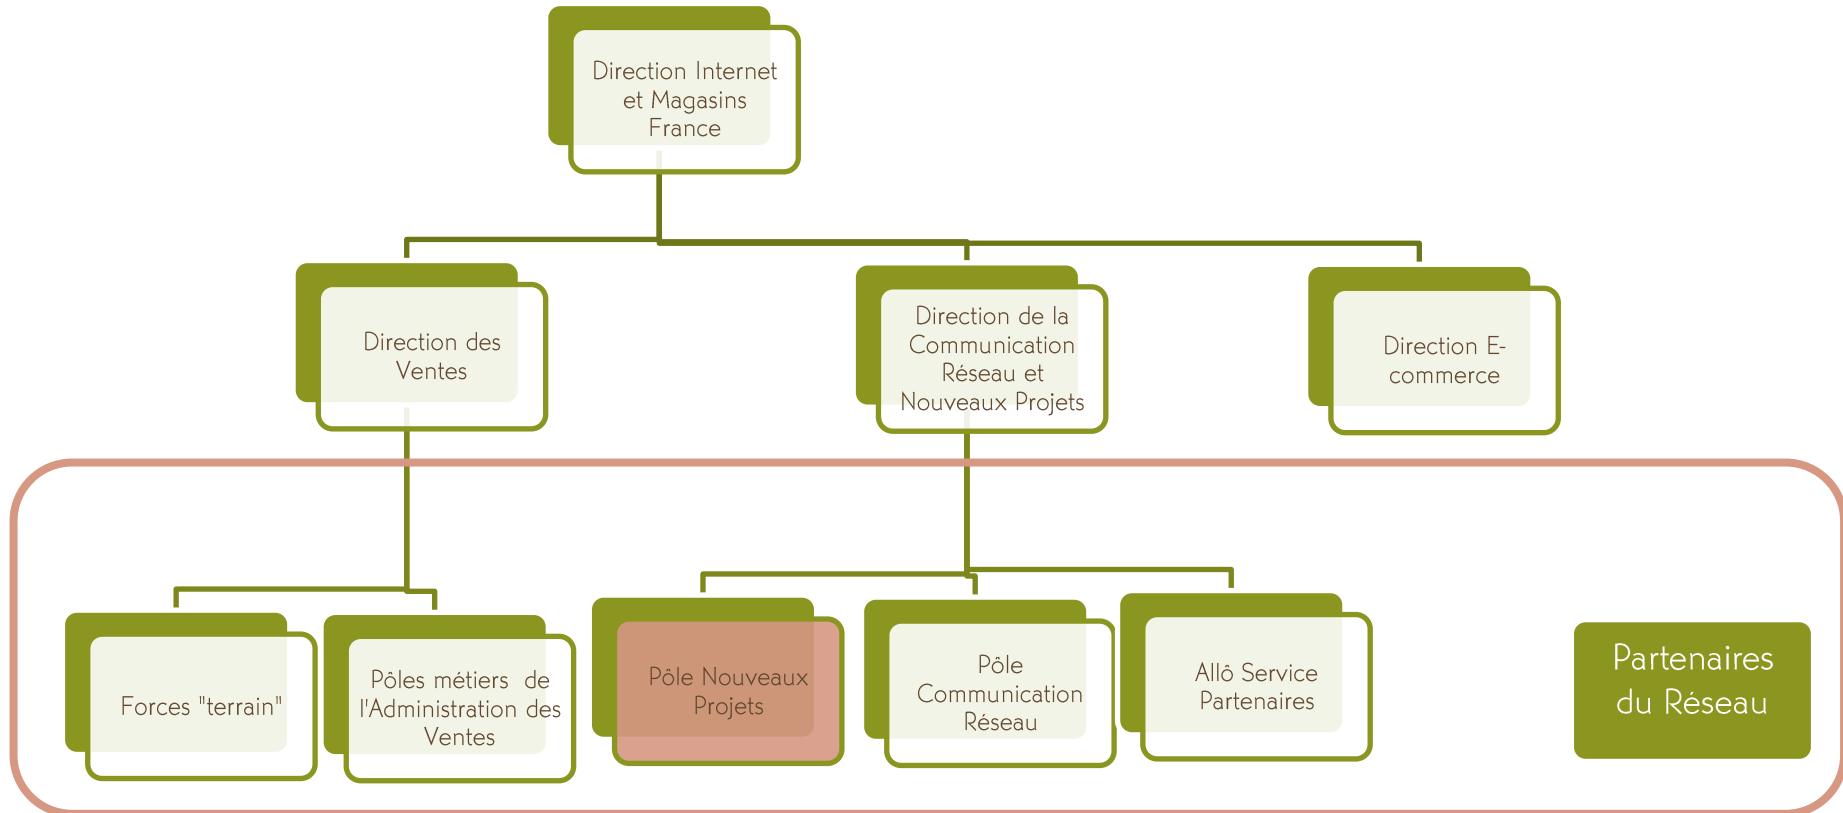 Direction Internet
et Magasins
France
Direction des
Ventes
Direction de la
Communication
Réseau et
Nouveaux Projets
Direction E-
commerce
Forces "terrain"
Pôles métiers de
l'Administration des
Ventes
Pôle Nouveaux
Projets
Pôle
Communication
Réseau
Allô Service
Partenaires
Partenaires
du Réseau